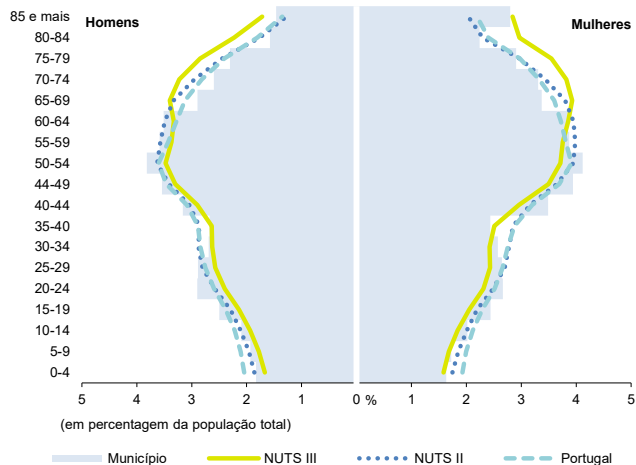 Homens
Mulheres
85 e mais
80-84
75-79
70-74
65-69
60-64
55-59
50-54
44-49
40-44
35-40
30-34
25-29
20-24
15-19
10-14
5-9
0-4
5 4 3 2 1 0 % 1 2 3 4 5
(em percentagem da população total)
Município NUTS III NUTS II Portugal